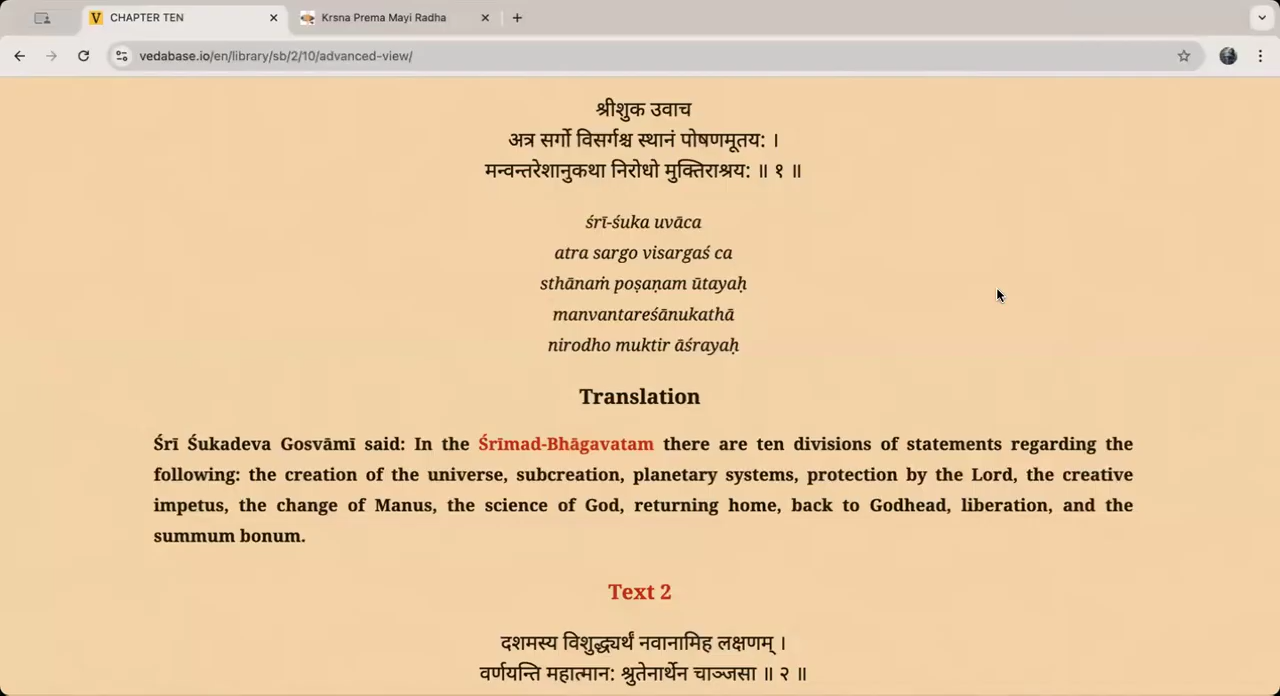 CHAPTER TEN
Krsna Prema Mayi Radha
vedabase.io/en/library/sb/2/10/advanced-view/
श्रीशुक उवाच
अत्र सर्गो विसर्गश्च स्थानं पोषणमूतय: ।
मन्वन्तरेशानुकथा निरोधो मुक्तिराश्रय: ॥ १ ॥
śrī-śuka uvāca
atra sargo visargaś ca
sthānaṁ poṣaṇam ūtayaḥ
manvantareśānukathā
nirodho muktir āśrayaḥ
Translation
Śrī Śukadeva Gosvāmī said: In the Śrīmad-Bhāgavatam there are ten divisions of statements regarding the
following: the creation of the universe, subcreation, planetary systems, protection by the Lord, the creative
impetus, the change of Manus, the science of God, returning home, back to Godhead, liberation, and the
summum bonum.
Text 2
दशमस्य विशुद्ध्यर्थं नवानामिह लक्षणम् ।
वर्णयन्ति महात्मान: श्रुतेनार्थेन चाञ्जसा ॥ २ ॥